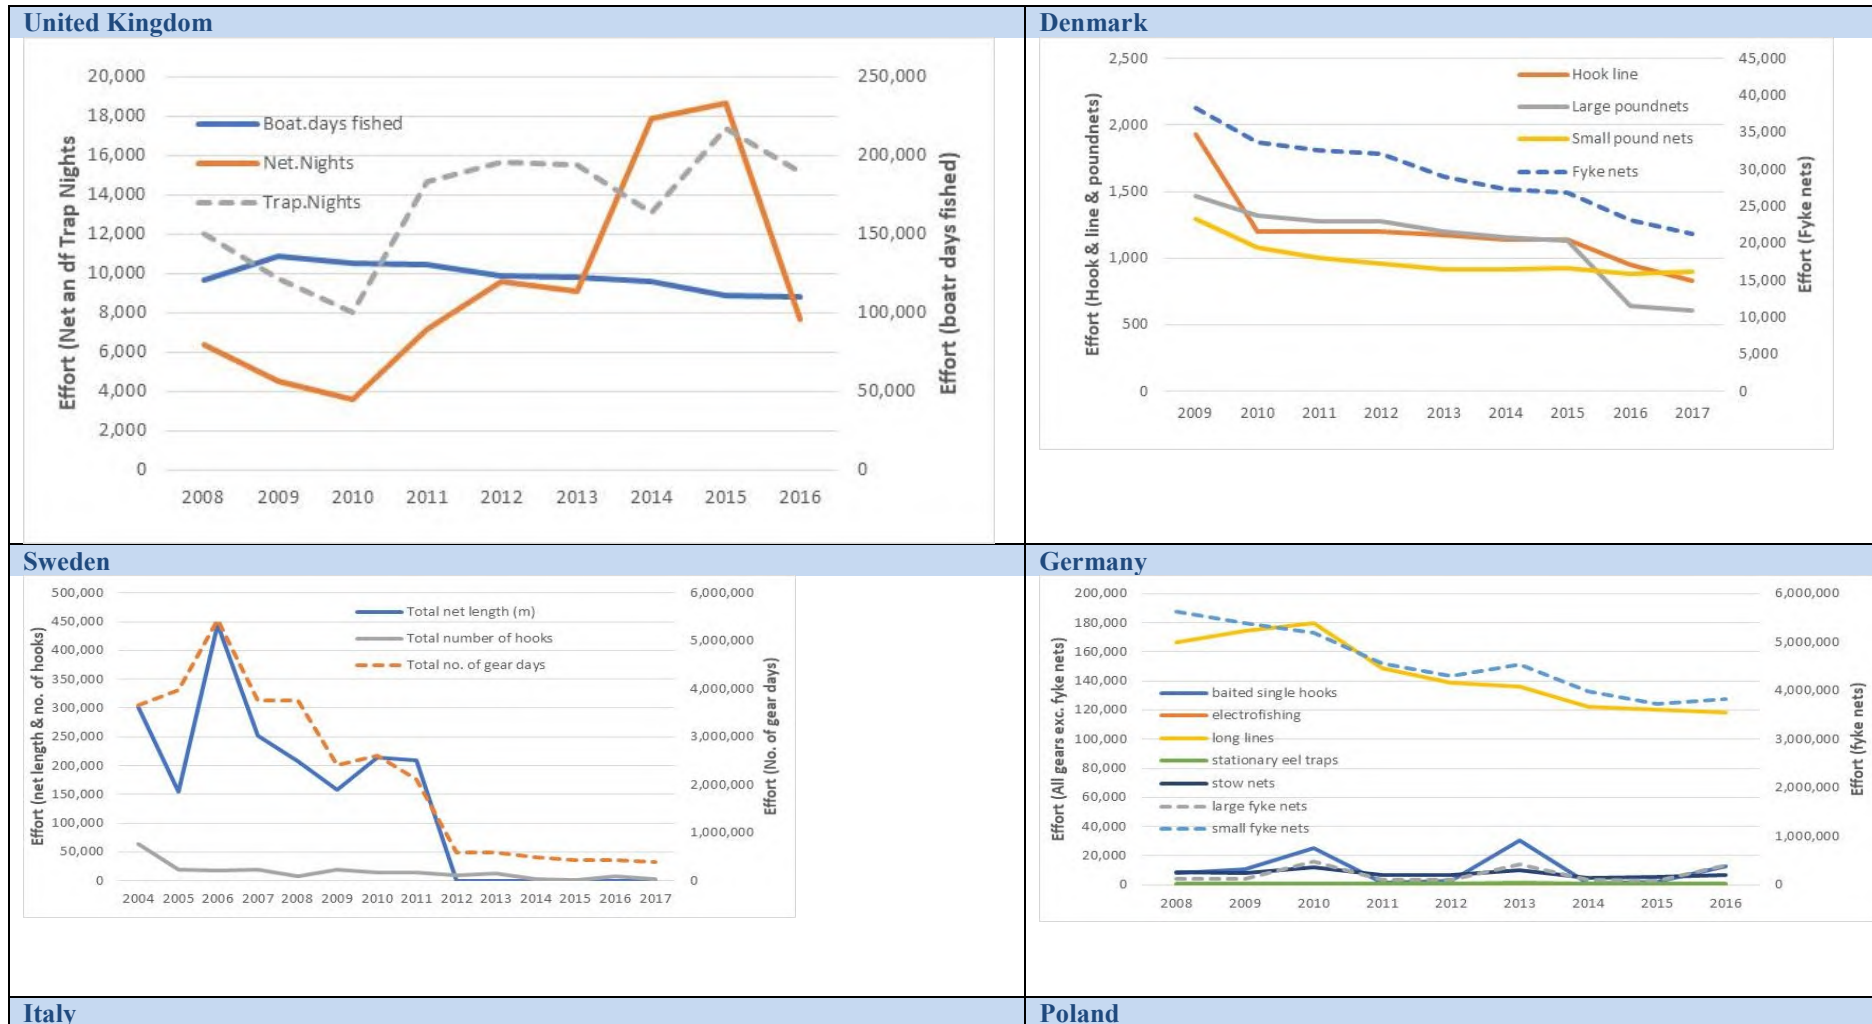 United Kingdom
Effort (Net an df Trap Nights
20,000
18,000
16,000
14,000
12,000
10,000
8,000
6,000
4,000
2,000
0
Boat.days fished
Net.Nights
Trap.Nights
250,000
200,000
150,000
100,000
50,000
0
Effort (boatr days fished)
2008 2009 2010 2011 2012 2013 2014 2015 2016
Denmark
Effort (Hook & line & poundnets)
2,500
2,000
1,500
1,000
500
0
Hook line
Large poundnets
Small pound nets
Fyke nets
45,000
40,000
35,000
30,000
25,000
20,000
15,000
10,000
5,000
0
Effort (Fyke nets)
2009 2010 2011 2012 2013 2014 2015 2016 2017
Sweden
Effort (net length & no. of hooks)
500,000
450,000
400,000
350,000
300,000
250,000
200,000
150,000
100,000
50,000
0
Total net length (m)
Total number of hooks
Total no. of gear days
6,000,000
5,000,000
4,000,000
3,000,000
2,000,000
1,000,000
0
Effort (No. of gear days)
2004 2005 2006 2007 2008 2009 2010 2011 2012 2013 2014 2015 2016 2017
Germany
Effort (All gears exc. fyke nets)
200,000
180,000
160,000
140,000
120,000
100,000
80,000
60,000
40,000
20,000
0
baited single hooks
electrofishing
long lines
stationary eel traps
stow nets
large fyke nets
small fyke nets
6,000,000
5,000,000
4,000,000
3,000,000
2,000,000
1,000,000
0
Effort (fyke nets)
2008 2009 2010 2011 2012 2013 2014 2015 2016
Italy
Poland